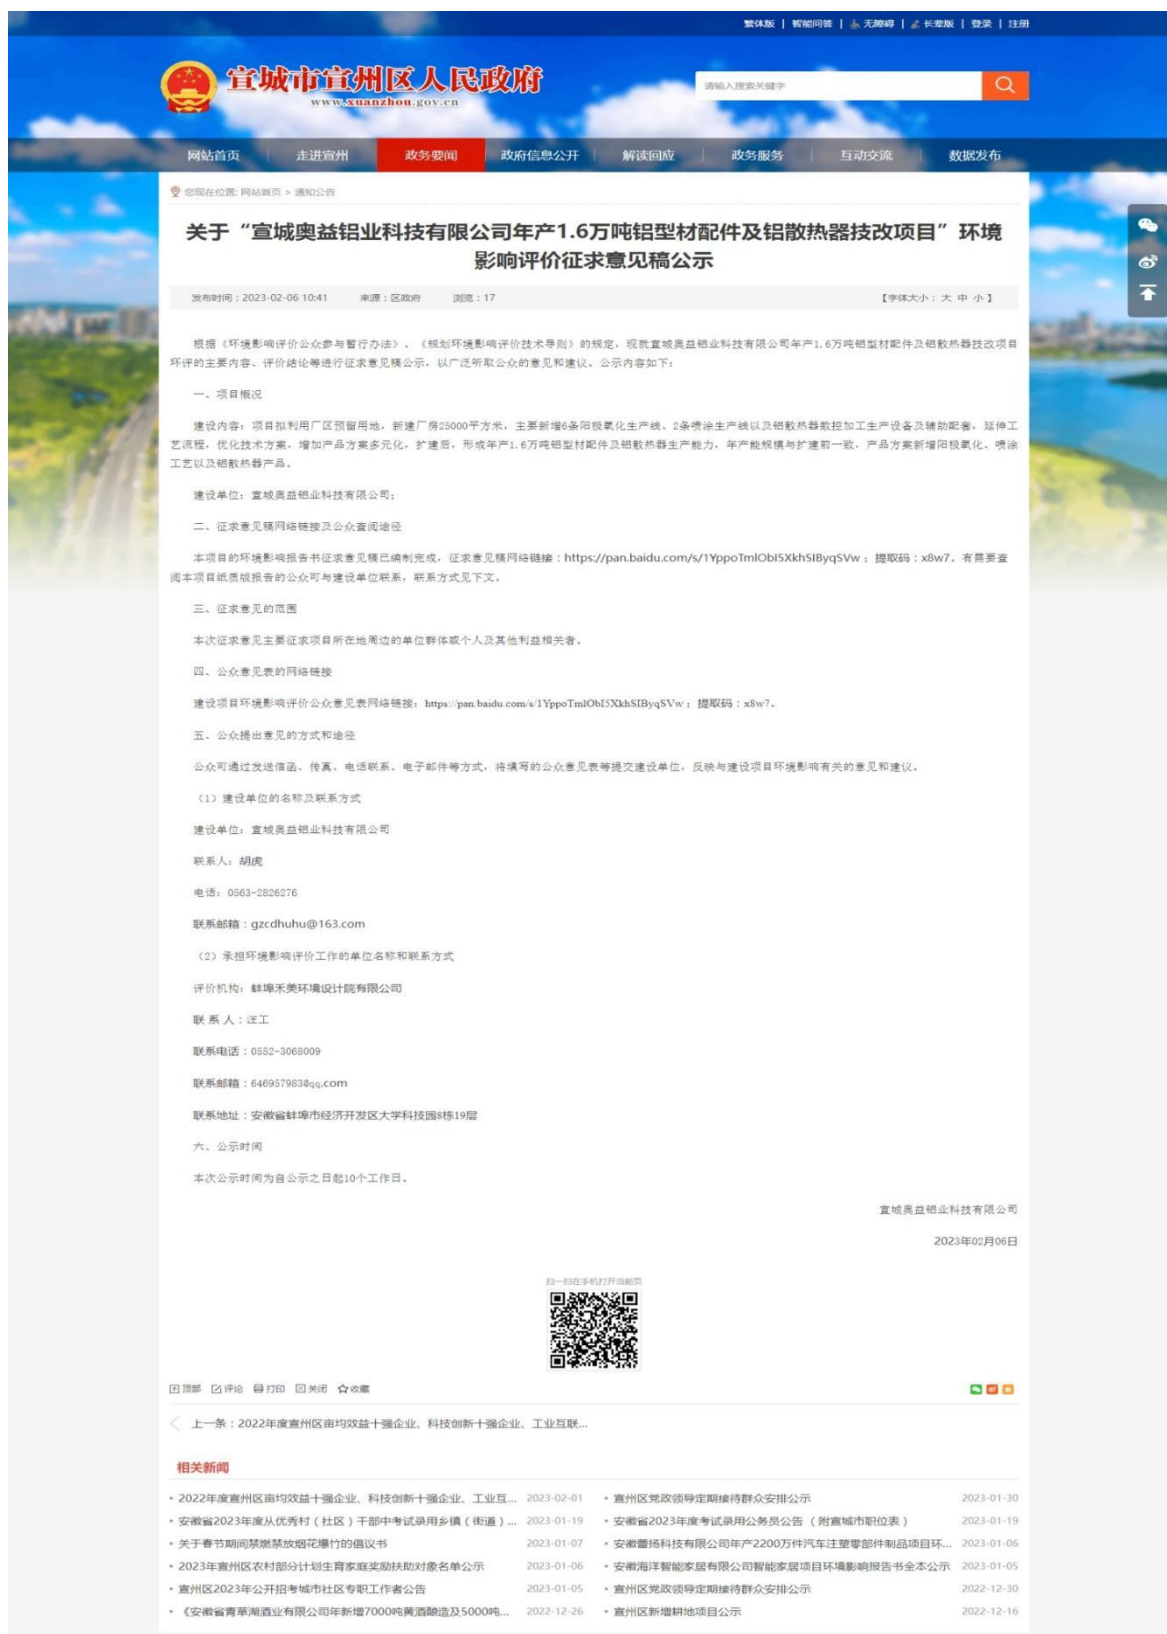 繁体版 | 智能问答 | 无障碍 | 长辈版 | 登录 | 注册
宣城市宣州区人民政府
www.xuanzhou.gov.cn
请输入搜索关键字
网站首页 走进宣州 政务要闻 政府信息公开 解读回应 政务服务 互动交流 数据发布
您现在位置: 网站首页 > 通知公告
关于“宣城奥益铝业科技有限公司年产1.6万吨铝型材配件及铝散热器技改项目”环境
影响评价征求意见稿公示
发布时间：2023-02-06 10:41 来源：区政府 浏览：17 【字体大小：大 中 小】
根据《环境影响评价公众参与暂行办法》、《规划环境影响评价技术导则》的规定，现就宣城奥益铝业科技有限公司年产1.6万吨铝型材配件及铝散热器技改项目
环评的主要内容、评价结论等进行征求意见稿公示，以广泛听取公众的意见和建议。公示内容如下：
一、项目概况
建设内容：项目拟利用厂区预留用地，新建厂房25000平方米，主要新增6条阳极氧化生产线、2条喷涂生产线以及铝散热器数控加工生产设备及辅助配套，延伸工
艺流程，优化技术方案，增加产品方案多元化，扩建后，形成年产1.6万吨铝型材配件及铝散热器生产能力，年产能规模与扩建前一致，产品方案新增阳极氧化、喷涂
工艺以及铝散热器产品。
建设单位：宣城奥益铝业科技有限公司；
二、征求意见稿网络链接及公众查阅途径
本项目的环境影响报告书征求意见稿已编制完成，征求意见稿网络链接：https://pan.baidu.com/s/1YppoTmlObI5XkhSIByqSVw；提取码：x8w7。有需要查
阅本项目纸质版报告的公众可与建设单位联系，联系方式见下文。
三、征求意见的范围
本次征求意见主要征求项目所在地周边的单位群体或个人及其他利益相关者。
四、公众意见表的网络链接
建设项目环境影响评价公众意见表网络链接：https://pan.baidu.com/s/1YppoTmlObI5XkhSIByqSVw；提取码：x8w7。
五、公众提出意见的方式和途径
公众可通过发送信函、传真、电话联系、电子邮件等方式，将填写的公众意见表等提交建设单位，反映与建设项目环境影响有关的意见和建议。
（1）建设单位的名称及联系方式
建设单位：宣城奥益铝业科技有限公司
联系人：胡虎
电话：0563-2826276
联系邮箱：gzcdhuhu@163.com
（2）承担环境影响评价工作的单位名称和联系方式
评价机构：蚌埠禾美环境设计院有限公司
联 系 人：汪工
联系电话：0552-3068009
联系邮箱：646957983@qq.com
联系地址：安徽省蚌埠市经济开发区大学科技园8栋19层
六、公示时间
本次公示时间为自公示之日起10个工作日。
宣城奥益铝业科技有限公司
2023年02月06日
扫一扫在手机打开当前页
顶部 评论 打印 关闭 收藏
上一条：2022年度宣州区亩均效益十强企业、科技创新十强企业、工业互联...
相关新闻
• 2022年度宣州区亩均效益十强企业、科技创新十强企业、工业互... 2023-02-01 • 宣州区党政领导定期接待群众安排公示 2023-01-30
• 安徽省2023年度从优秀村（社区）干部中考试录用乡镇（街道）... 2023-01-19 • 安徽省2023年度考试录用公务员公告（附宣城市职位表） 2023-01-19
• 关于春节期间禁燃禁放烟花爆竹的倡议书 2023-01-07 • 安徽蕾扬科技有限公司年产2200万件汽车注塑零部件制品项目环... 2023-01-06
• 2023年宣州区农村部分计划生育家庭奖励扶助对象名单公示 2023-01-06 • 安徽海洋智能家居有限公司智能家居项目环境影响报告书全本公示 2023-01-05
• 宣州区2023年公开招考城市社区专职工作者公告 2023-01-05 • 宣州区党政领导定期接待群众安排公示 2022-12-30
• 《安徽省青草湖酒业有限公司年新增7000吨黄酒酿造及5000吨... 2022-12-26 • 宣州区新增耕地项目公示 2022-12-16